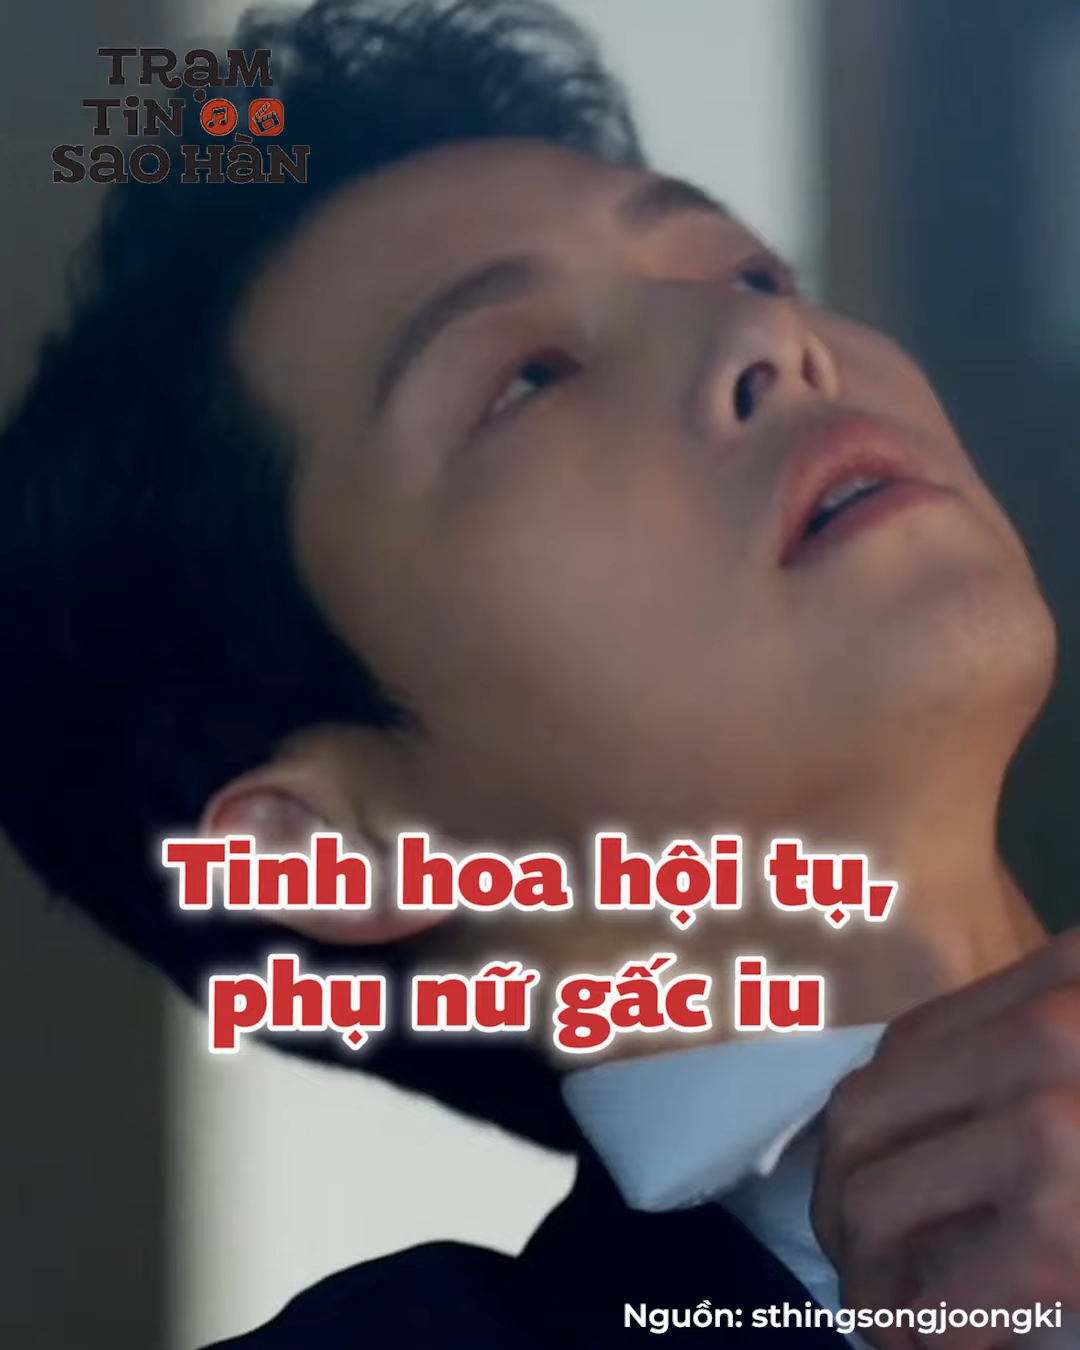 TRẠM
TIN
SAO HÀN
Tinh hoa hội tụ,
phụ nữ gấc iu
Nguồn: sthingsongjoongki